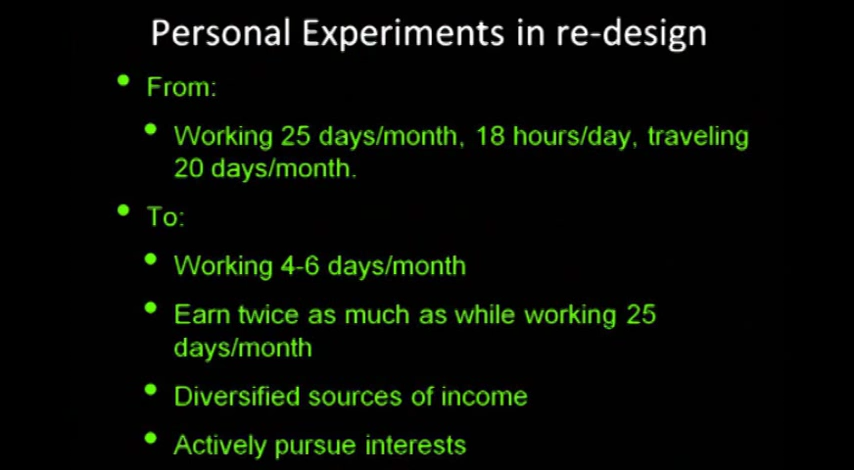 Personal Experiments in re-design
• From:
• Working 25 days/month, 18 hours/day, traveling
20 days/month.
• To:
• Working 4-6 days/month
• Earn twice as much as while working 25
days/month
• Diversified sources of income
• Actively pursue interests